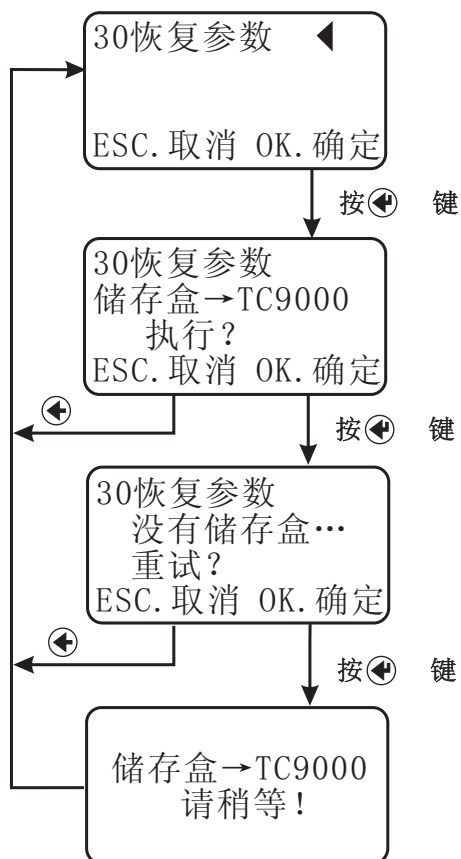 30恢复参数
ESC.取消 OK.确定
按 键
30恢复参数
储存盒→TC9000
执行？
ESC.取消 OK.确定
按 键
30恢复参数
没有储存盒…
重试？
ESC.取消 OK.确定
按 键
储存盒→TC9000
请稍等！